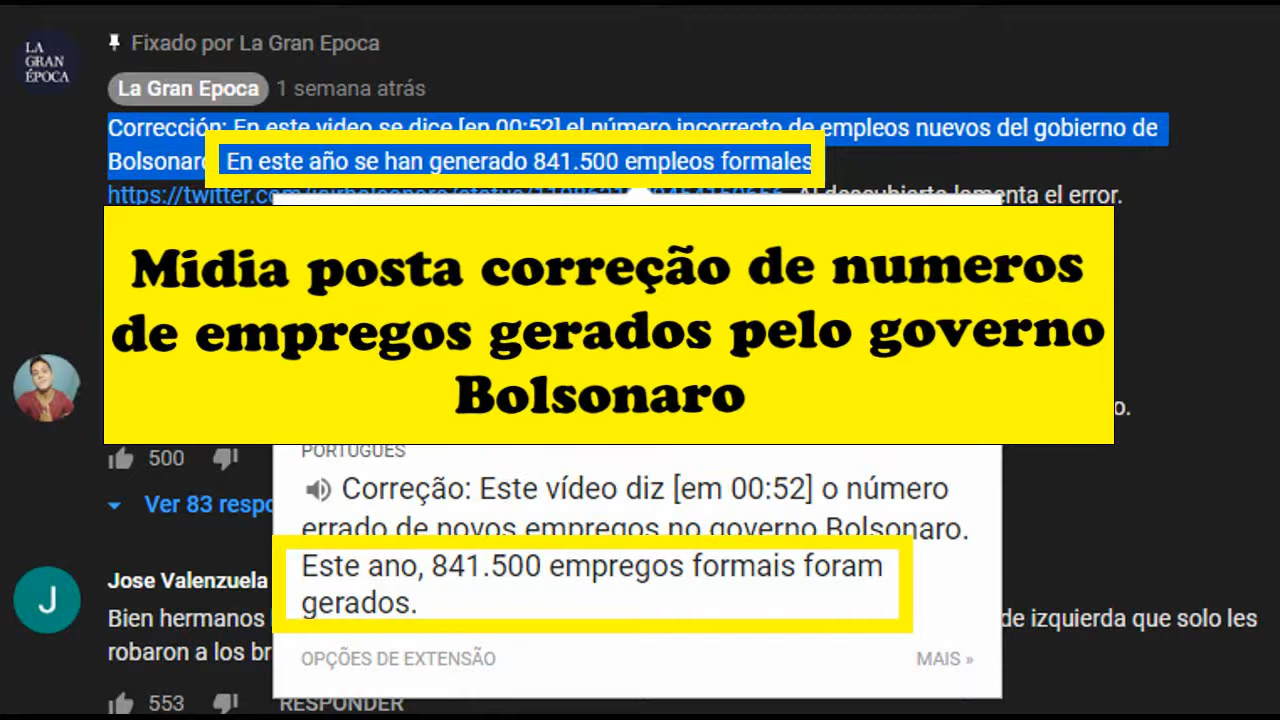 LA
GRAN
ÉPOCA
Fixado por La Gran Epoca
La Gran Epoca 1 semana atrás
Corrección: En este video se dice [en 00:52] el número incorrecto de empleos nuevos del gobierno de
Bolsonaro En este año se han generado 841.500 empleos formales
https://twitter.co Al descubierto lamenta el error.
Midia posta correção de numeros
de empregos gerados pelo governo
Bolsonaro
o.
PORTUGUÊS
500
Correção: Este vídeo diz [em 00:52] o número
Ver 83 respo
errado de novos empregos no governo Bolsonaro.
Este ano, 841.500 empregos formais foram
gerados.
J
Jose Valenzuela
Bien hermanos de izquierda que solo les
robaron a los br
OPÇÕES DE EXTENSÃO MAIS »
553 RESPONDER